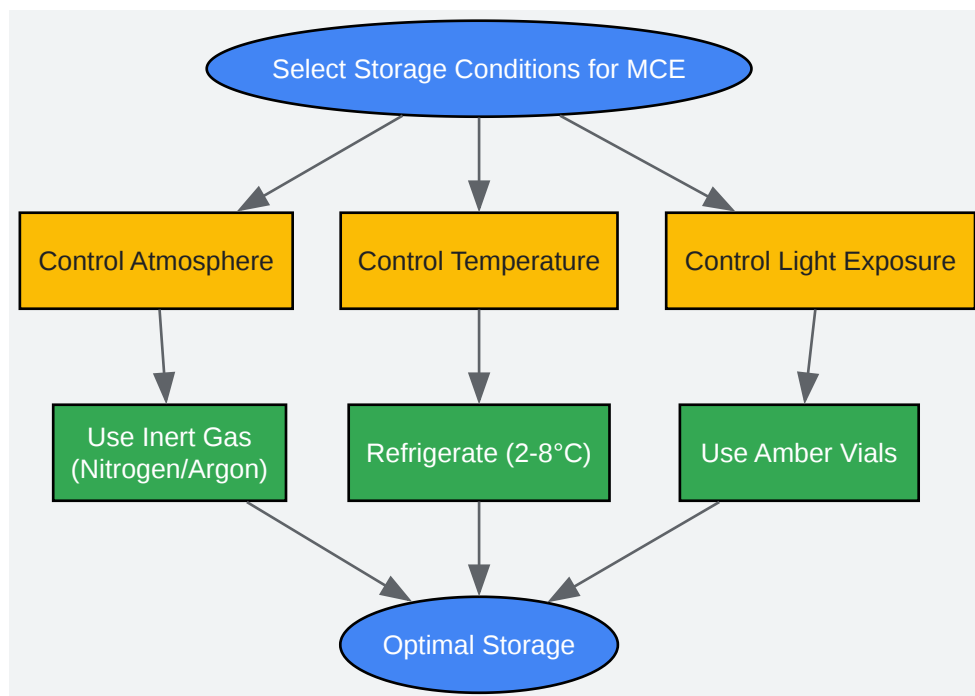 Select Storage Conditions for MCE
Control Atmosphere
Control Temperature
Control Light Exposure
Use Inert Gas
(Nitrogen/Argon)
Refrigerate (2-8°C)
Use Amber Vials
Optimal Storage